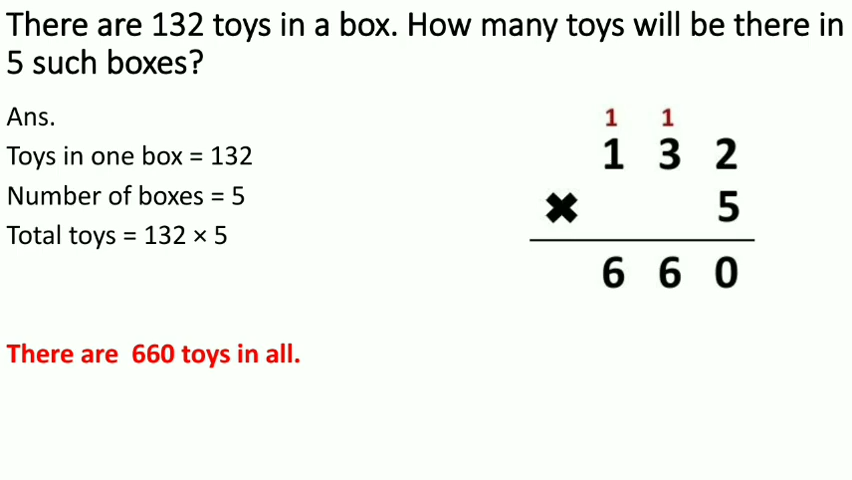 There are 132 toys in a box. How many toys will be there in
5 such boxes?
Ans.
Toys in one box = 132
Number of boxes = 5
Total toys = 132 × 5
1 1
1 3 2
✖ 5
6 6 0
There are 660 toys in all.